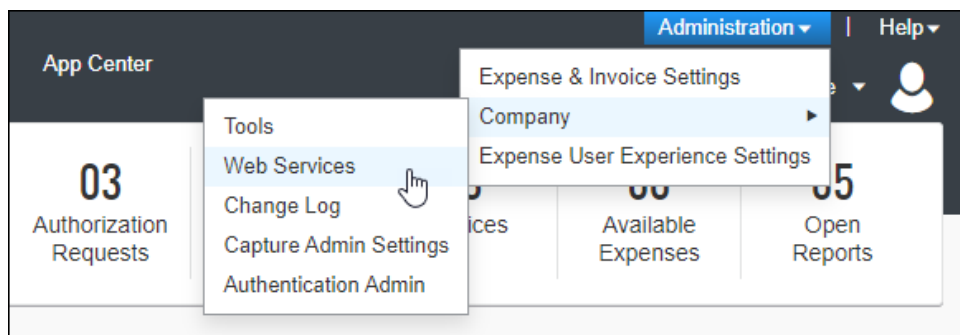 Administration
Help
App Center
Expense & Invoice Settings
Company
Expense User Experience Settings
Tools
Web Services
Change Log
Capture Admin Settings
Authentication Admin
03
Authorization
Requests
ices
Available
Expenses
05
Open
Reports